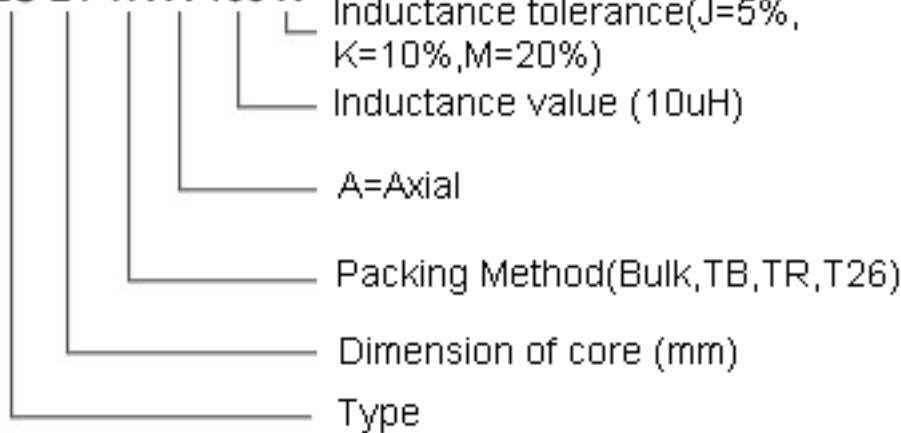 Inductance tolerance(J=5%,
K=10%,M=20%)
Inductance value (10uH)
A=Axial
Packing Method(Bulk,TB,TR,T26)
Dimension of core (mm)
Type